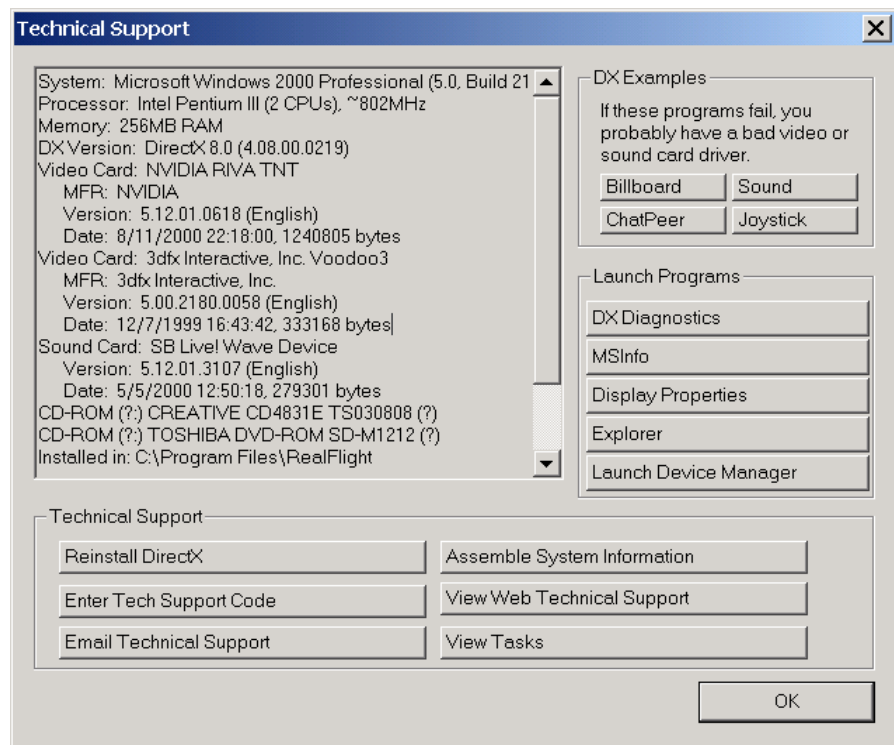 Technical Support
System: Microsoft Windows 2000 Professional (5.0, Build 21
Processor: Intel Pentium III (2 CPUs), ~802MHz
Memory: 256MB RAM
DX Version: DirectX 8.0 (4.08.00.0219)
Video Card: NVIDIA RIVA TNT
MFR: NVIDIA
Version: 5.12.01.0618 (English)
Date: 8/11/2000 22:18:00, 1240805 bytes
Video Card: 3dfx Interactive, Inc. Voodoo3
MFR: 3dfx Interactive, Inc.
Version: 5.00.2180.0058 (English)
Date: 12/7/1999 16:43:42, 333168 bytes
Sound Card: SB Live! Wave Device
Version: 5.12.01.3107 (English)
Date: 5/5/2000 12:50:18, 279301 bytes
CD-ROM (?:) CREATIVE CD4831E TS030808 (?)
CD-ROM (?:) TOSHIBA DVD-ROM SD-M1212 (?)
Installed in: C:\Program Files\RealFlight
DX Examples
If these programs fail, you
probably have a bad video or
sound card driver.
Billboard
Sound
ChatPeer
Joystick
Launch Programs
DX Diagnostics
MSInfo
Display Properties
Explorer
Launch Device Manager
Technical Support
Reinstall DirectX
Assemble System Information
Enter Tech Support Code
View Web Technical Support
Email Technical Support
View Tasks
OK